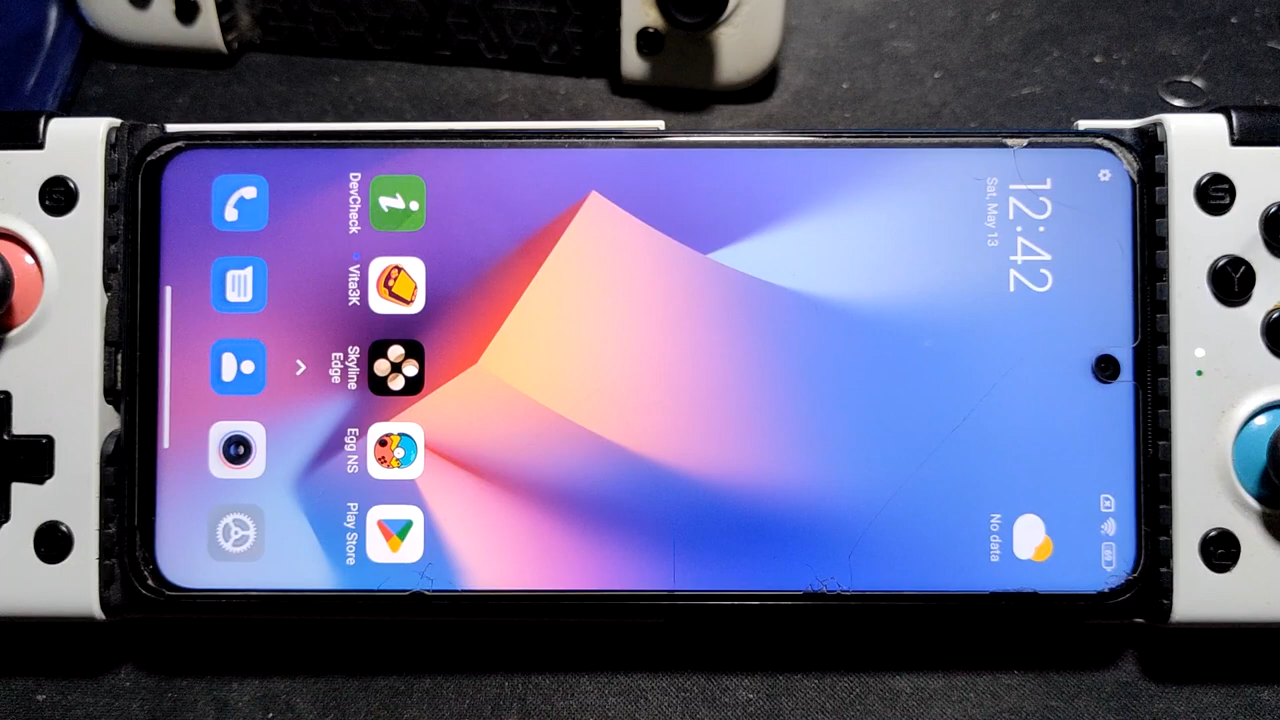 12:42
Sat, May 13
No data
DevCheck
Vita3K
Skyline
Edge
Egg NS
Play Store
S
Y